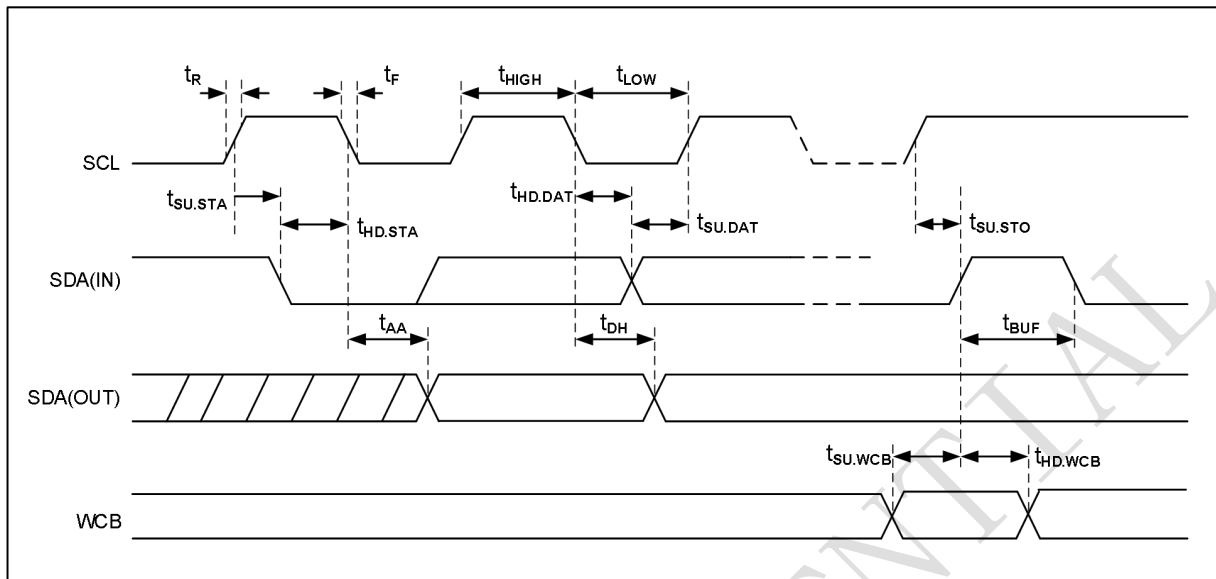 tR
tF
tHIGH
tLOW
SCL
tSU.STA
tHD.STA
tHD.DAT
tSU.DAT
tSU.STO
SDA(IN)
tAA
tDH
tBUF
SDA(OUT)
tSU.WCB
tHD.WCB
WCB
NTIAL